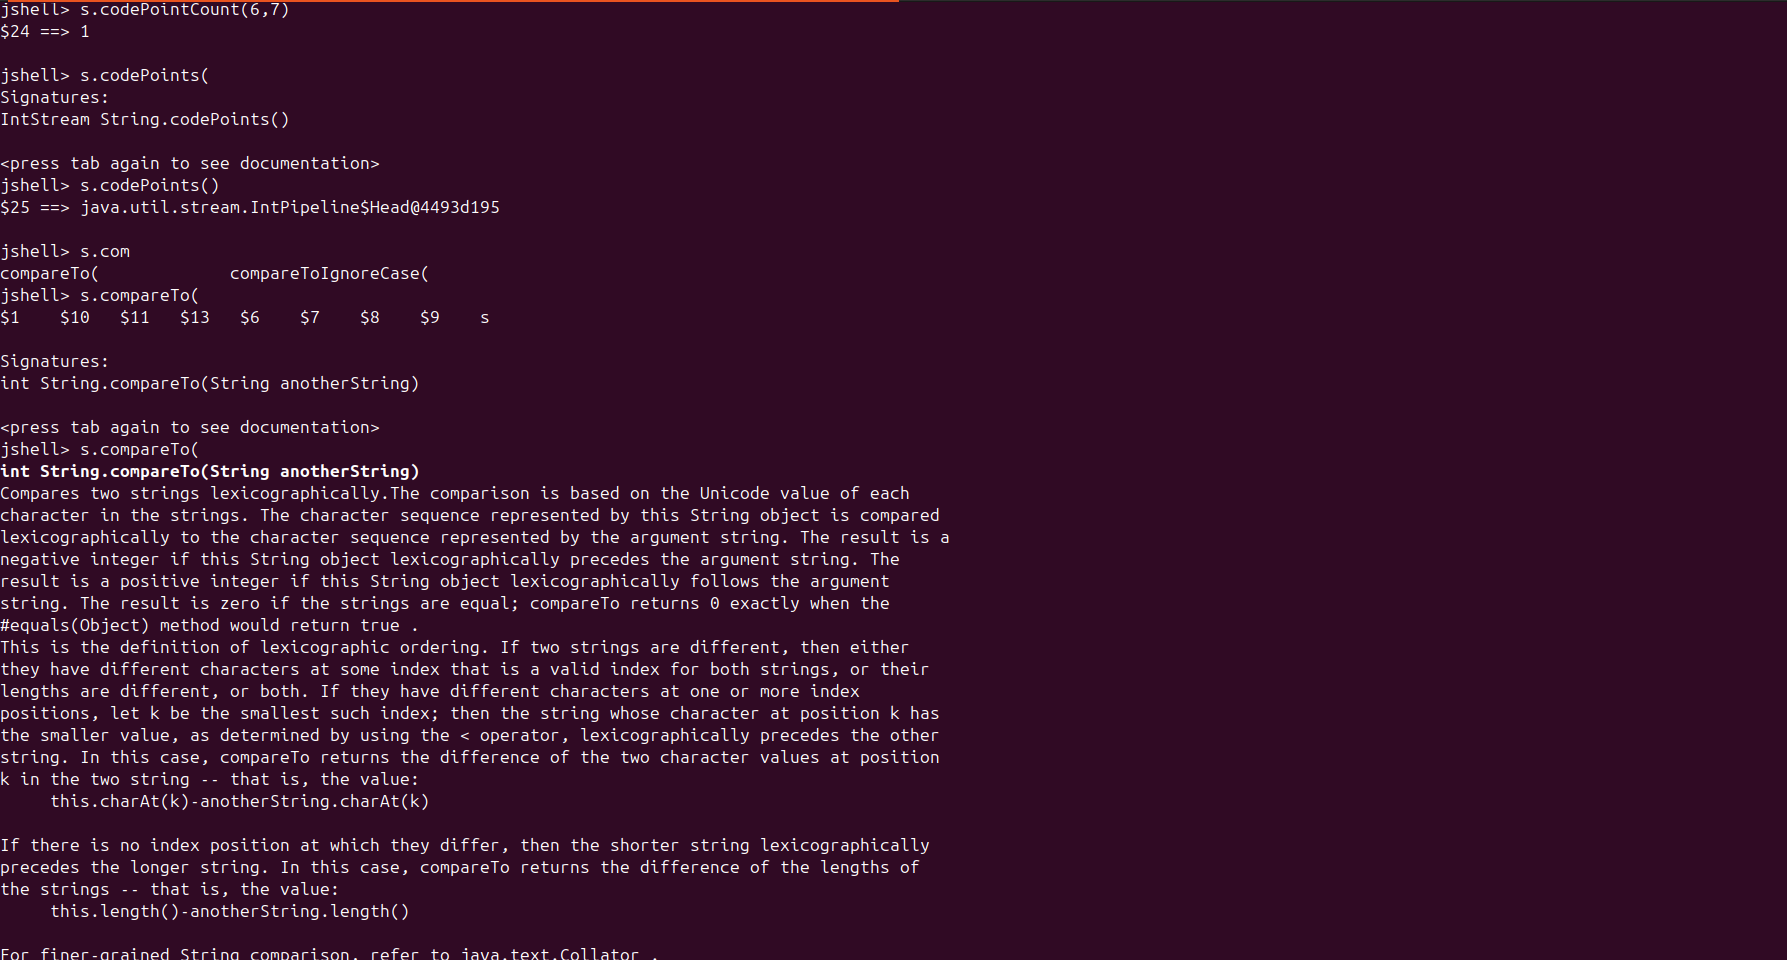 jshell> s.codePointCount(6,7)
$24 ==> 1
jshell> s.codePoints(
Signatures:
IntStream String.codePoints()
<press tab again to see documentation>
jshell> s.codePoints()
$25 ==> java.util.stream.IntPipeline$Head@4493d195
jshell> s.com
compareTo(             compareToIgnoreCase(
jshell> s.compareTo(
$1    $10   $11   $13   $6    $7    $8    $9    s
Signatures:
int String.compareTo(String anotherString)
<press tab again to see documentation>
jshell> s.compareTo(
int String.compareTo(String anotherString)
Compares two strings lexicographically.The comparison is based on the Unicode value of each
character in the strings. The character sequence represented by this String object is compared
lexicographically to the character sequence represented by the argument string. The result is a
negative integer if this String object lexicographically precedes the argument string. The
result is a positive integer if this String object lexicographically follows the argument
string. The result is zero if the strings are equal; compareTo returns 0 exactly when the
#equals(Object) method would return true .
This is the definition of lexicographic ordering. If two strings are different, then either
they have different characters at some index that is a valid index for both strings, or their
lengths are different, or both. If they have different characters at one or more index
positions, let k be the smallest such index; then the string whose character at position k has
the smaller value, as determined by using the < operator, lexicographically precedes the other
string. In this case, compareTo returns the difference of the two character values at position
k in the two string -- that is, the value:
     this.charAt(k)-anotherString.charAt(k)
If there is no index position at which they differ, then the shorter string lexicographically
precedes the longer string. In this case, compareTo returns the difference of the lengths of
the strings -- that is, the value:
     this.length()-anotherString.length()
For finer-grained String comparison, refer to java.text.Collator .